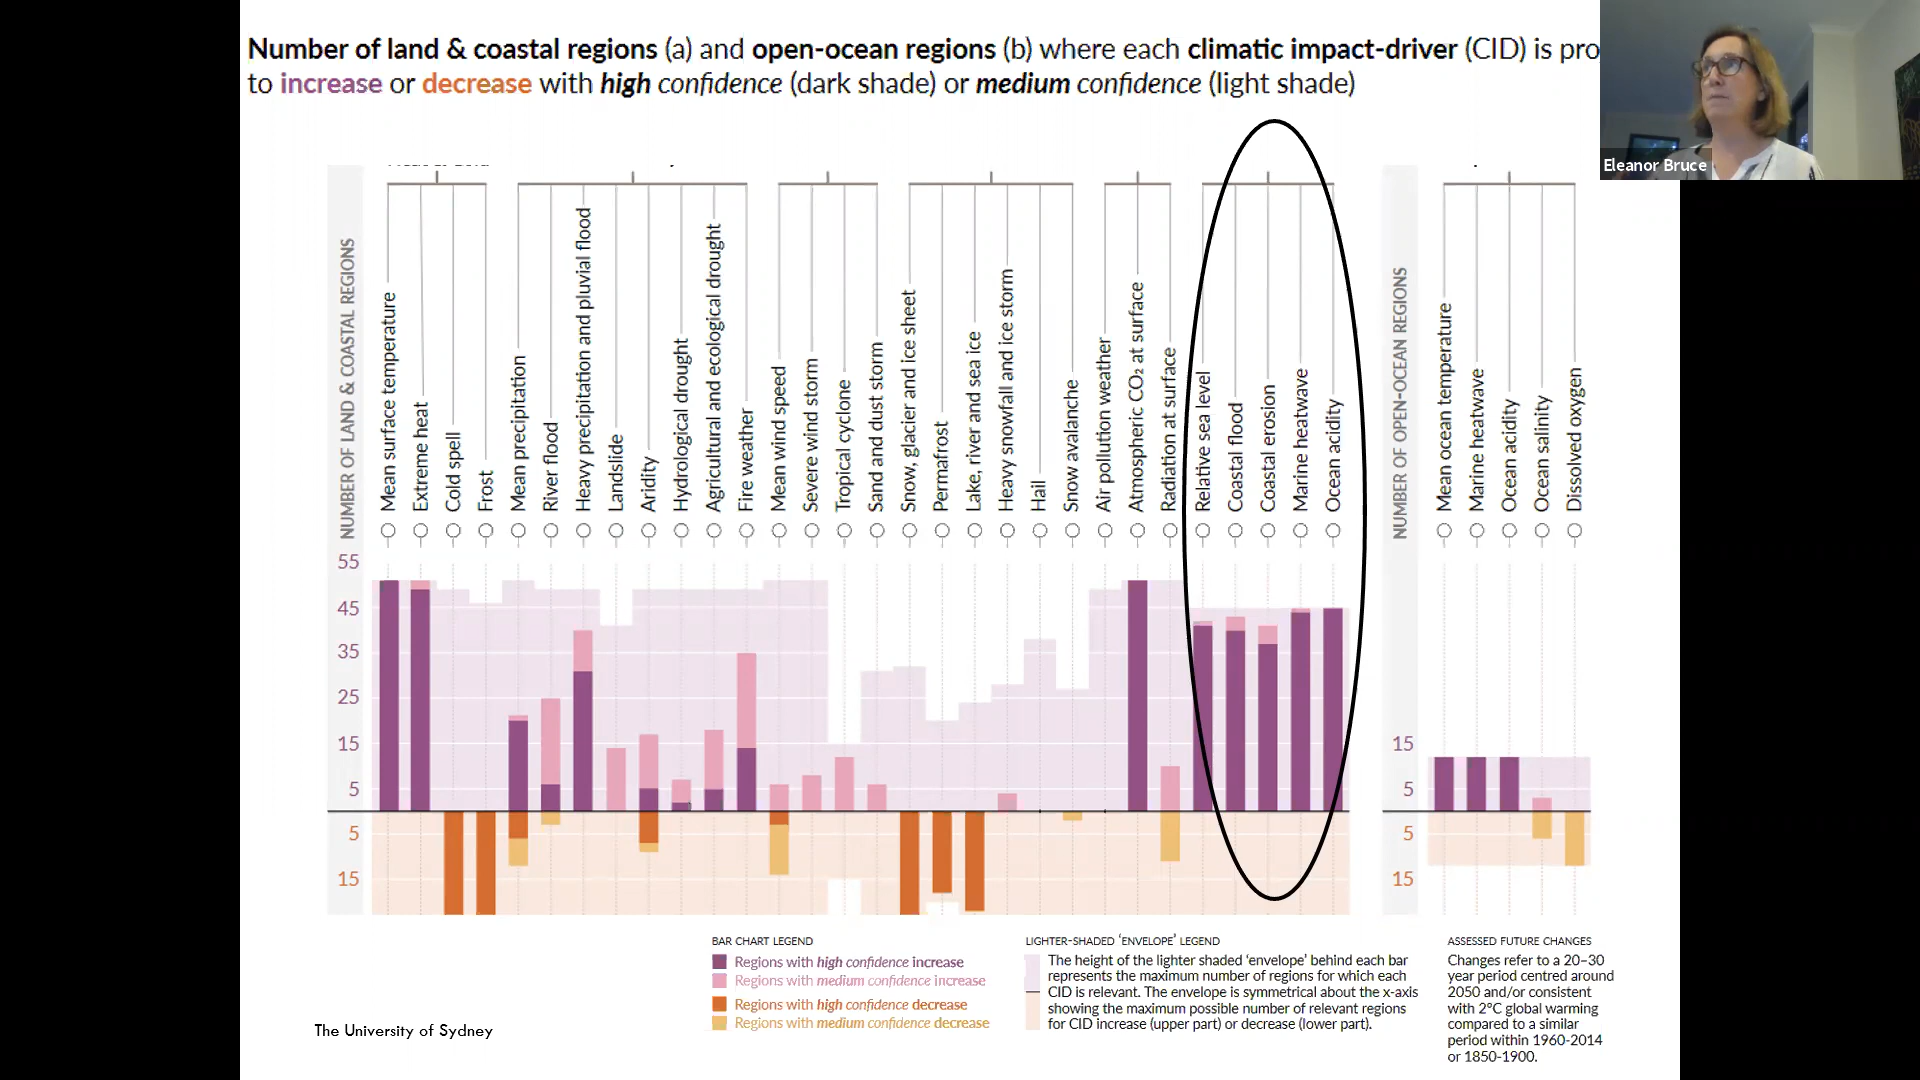 Number of land & coastal regions (a) and open-ocean regions (b) where each climatic impact-driver (CID) is pro
to increase or decrease with high confidence (dark shade) or medium confidence (light shade)
Eleanor Bruce
NUMBER OF LAND & COASTAL REGIONS
Mean surface temperature
Extreme heat
Cold spell
Frost
Mean precipitation
River flood
Heavy precipitation and pluvial flood
Landslide
Aridity
Hydrological drought
Agricultural and ecological drought
Fire weather
Mean wind speed
Severe wind storm
Tropical cyclone
Sand and dust storm
Snow, glacier and ice sheet
Permafrost
Lake, river and sea ice
Heavy snowfall and ice storm
Hail
Snow avalanche
Air pollution weather
Atmospheric CO₂ at surface
Radiation at surface
Relative sea level
Coastal flood
Coastal erosion
Marine heatwave
Ocean acidity
NUMBER OF OPEN-OCEAN REGIONS
Mean ocean temperature
Marine heatwave
Ocean acidity
Ocean salinity
Dissolved oxygen
55
45
35
25
15
5
5
15
15
5
5
15
BAR CHART LEGEND
Regions with high confidence increase
Regions with medium confidence increase
Regions with high confidence decrease
Regions with medium confidence decrease
LIGHTER-SHADED ‘ENVELOPE’ LEGEND
The height of the lighter shaded ‘envelope’ behind each bar
represents the maximum number of regions for which each
CID is relevant. The envelope is symmetrical about the x-axis
showing the maximum possible number of relevant regions
for CID increase (upper part) or decrease (lower part).
ASSESSED FUTURE CHANGES
Changes refer to a 20–30
year period centred around
2050 and/or consistent
with 2°C global warming
compared to a similar
period within 1960-2014
or 1850-1900.
The University of Sydney